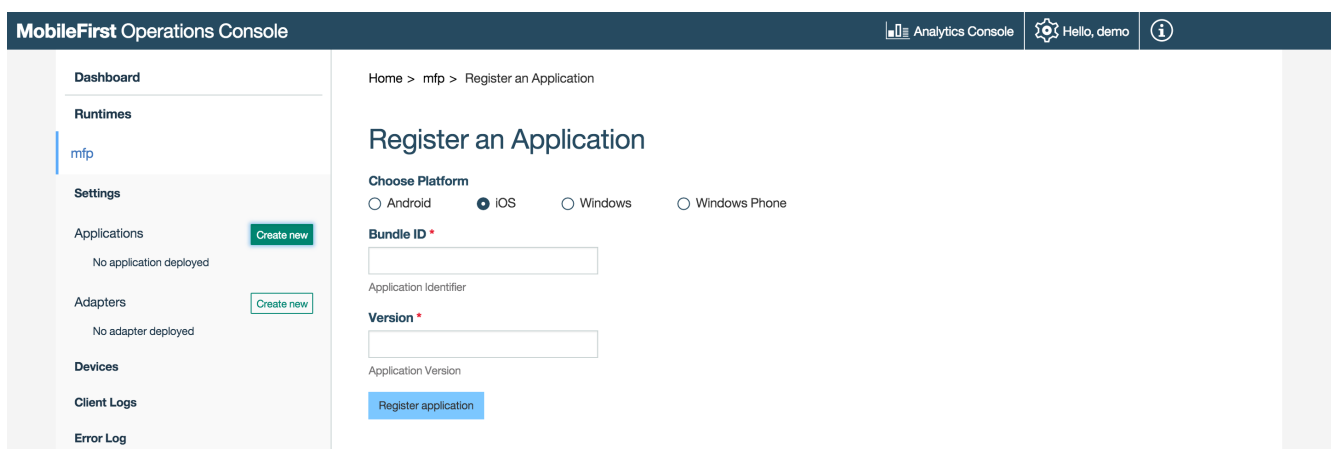 MobileFirst Operations Console
Analytics Console
Hello, demo
Dashboard
Runtimes
mfp
Settings
Applications
Create new
No application deployed
Adapters
Create new
No adapter deployed
Devices
Client Logs
Error Log
Home > mfp > Register an Application
Register an Application
Choose Platform
Android iOS Windows Windows Phone
Bundle ID *
Application Identifier
Version *
Application Version
Register application